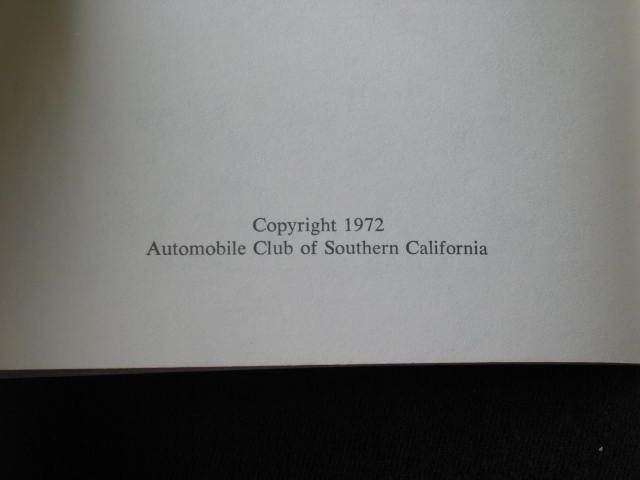 Copyright 1972
Automobile Club of Southern California